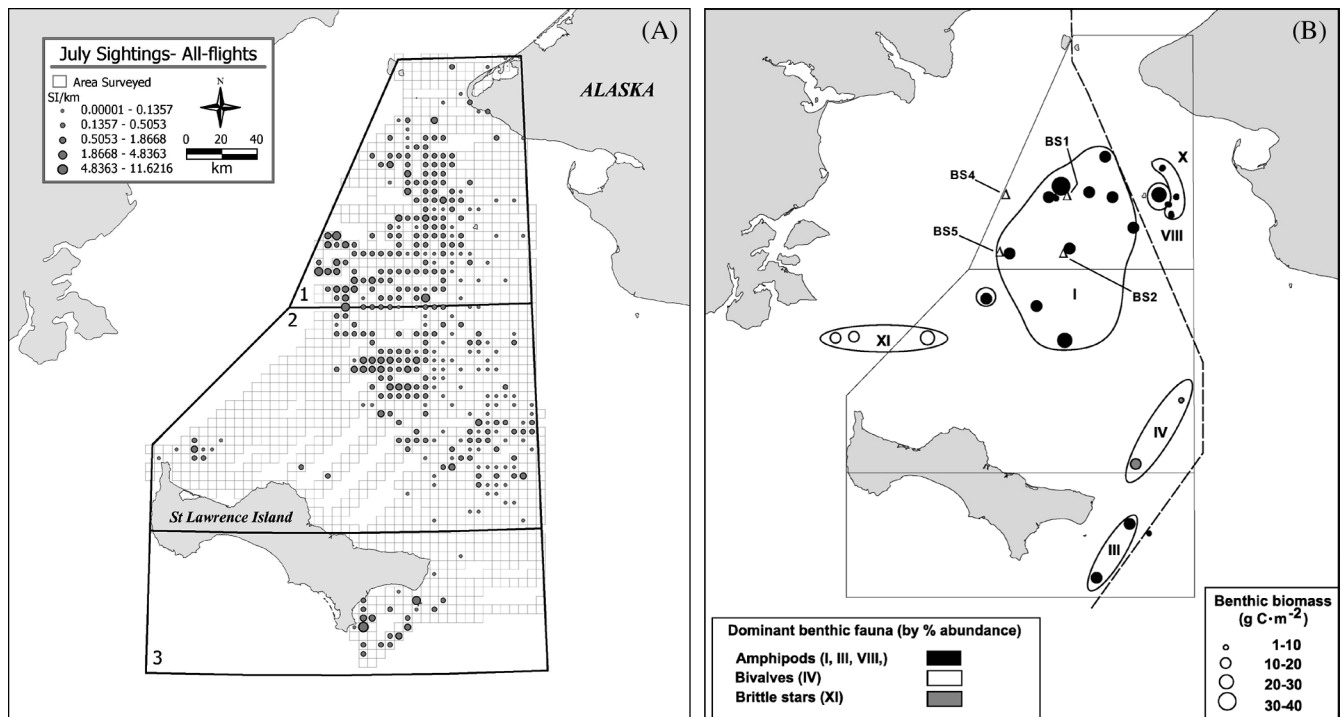 (A)
July Sightings- All-flights
Area Surveyed
SI/km
0.00001 - 0.1357
0.1357 - 0.5053
0.5053 - 1.8668
1.8668 - 4.8363
4.8363 - 11.6216
N
0 20 40
km
ALASKA
1
2
St Lawrence Island
3
(B)
BS1
BS4
X
VIII
BS5
BS2
I
XI
IV
III
Dominant benthic fauna (by % abundance)
Amphipods (I, III, VIII,)
Bivalves (IV)
Brittle stars (XI)
Benthic biomass
(g C·m⁻²)
1-10
10-20
20-30
30-40